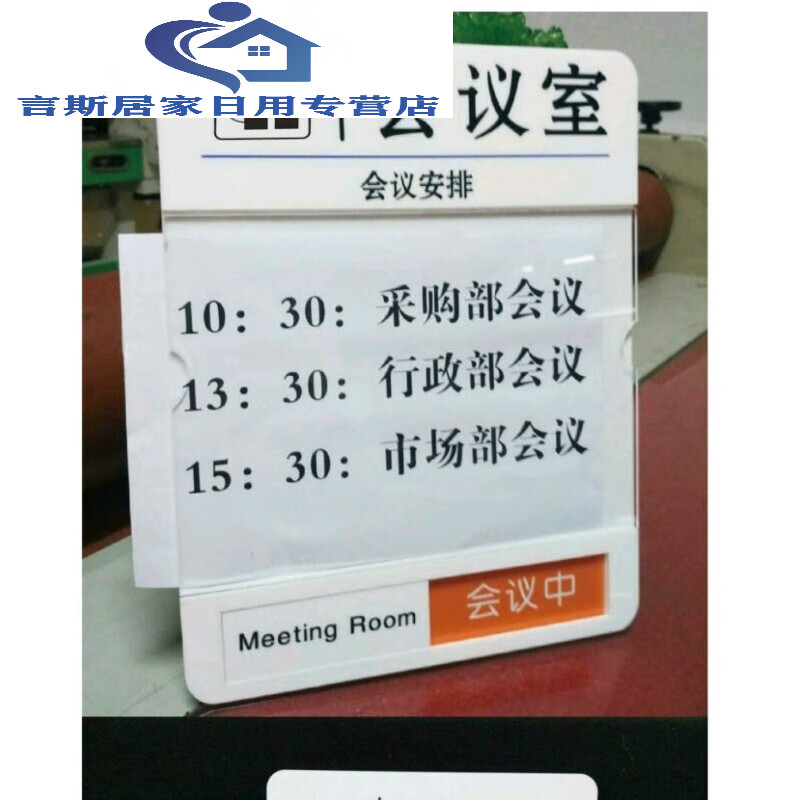 言斯居家日用专营店
会议室
会议安排
10：30：采购部会议
13：30：行政部会议
15：30：市场部会议
Meeting Room
会议中